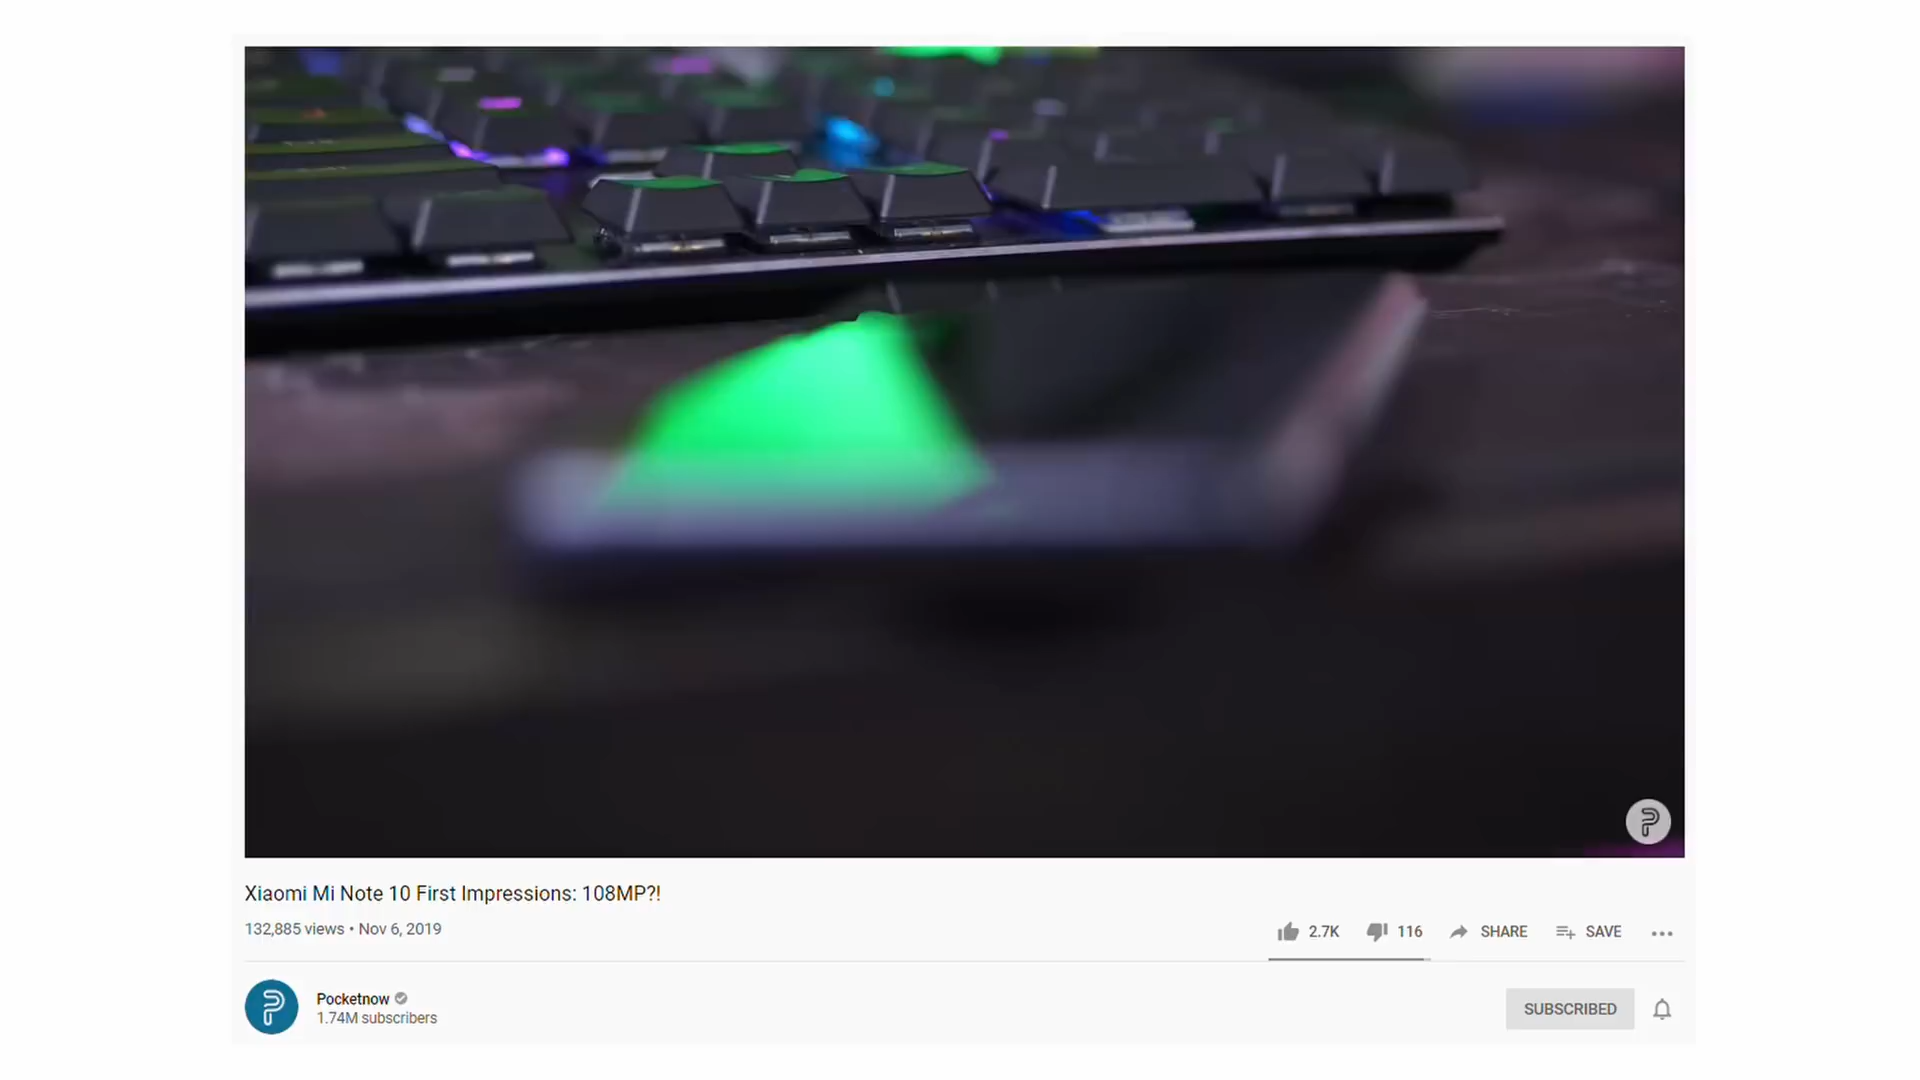 Xiaomi Mi Note 10 First Impressions: 108MP?!
132,885 views • Nov 6, 2019
2.7K 116 SHARE SAVE
Pocketnow
1.74M subscribers
SUBSCRIBED